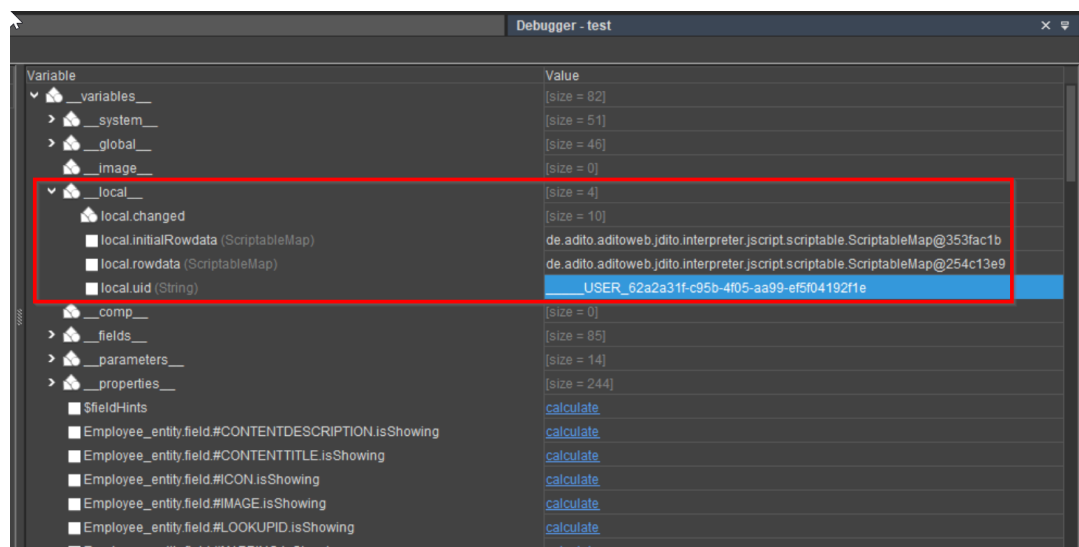 Debugger - test
Variable Value
__variables__ [size = 82]
__system__ [size = 51]
__global__ [size = 46]
__image__ [size = 0]
__local__ [size = 4]
local.changed [size = 10]
local.initialRowdata (ScriptableMap) de.adito.aditoweb.jdito.interpreter.jscript.scriptable.ScriptableMap@353fac1b
local.rowdata (ScriptableMap) de.adito.aditoweb.jdito.interpreter.jscript.scriptable.ScriptableMap@254c13e9
local.uid (String) _____USER_62a2a31f-c95b-4f05-aa99-ef5f04192f1e
__comp__ [size = 0]
__fields__ [size = 85]
__parameters__ [size = 14]
__properties__ [size = 244]
$fieldHints calculate
Employee_entity.field.#CONTENTDESCRIPTION.isShowing calculate
Employee_entity.field.#CONTENTTITLE.isShowing calculate
Employee_entity.field.#ICON.isShowing calculate
Employee_entity.field.#IMAGE.isShowing calculate
Employee_entity.field.#LOOKUPID.isShowing calculate